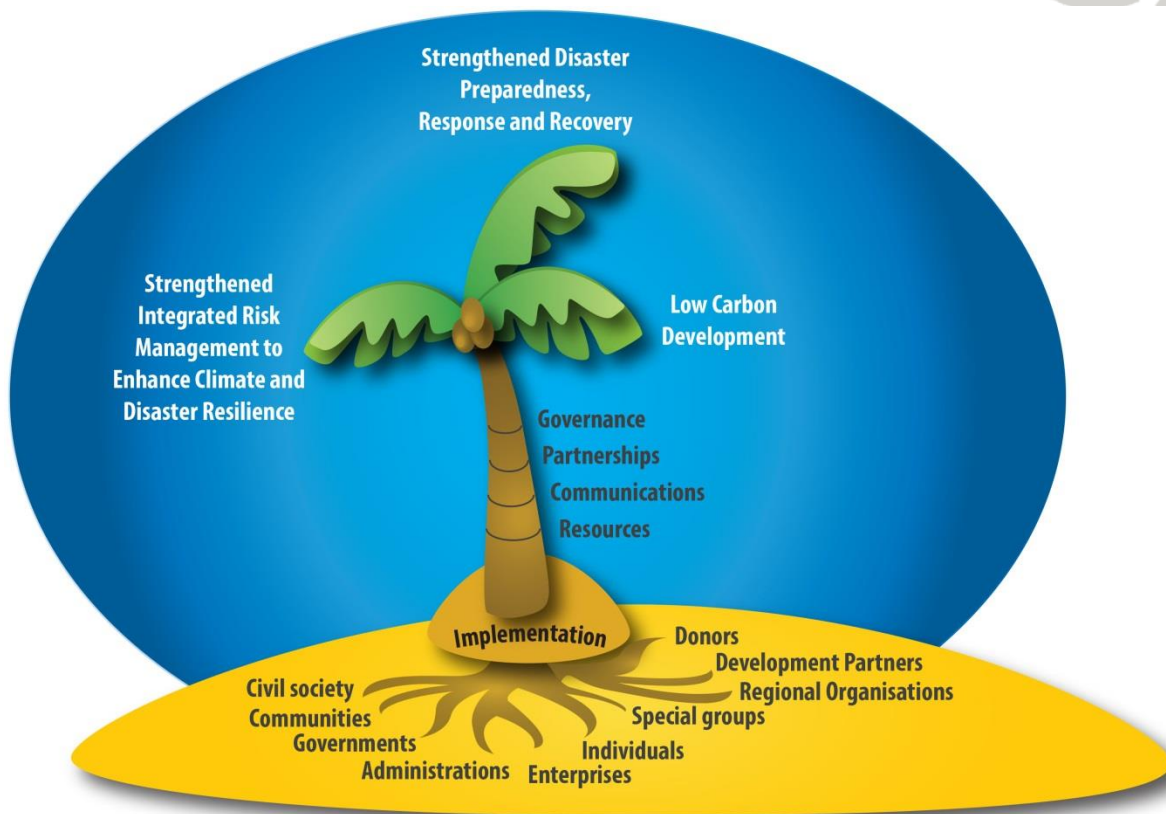 Strengthened Disaster
Preparedness,
Response and Recovery
Strengthened
Integrated Risk
Management to
Enhance Climate and
Disaster Resilience
Low Carbon
Development
Governance
Partnerships
Communications
Resources
Implementation
Civil society
Communities
Governments
Administrations
Enterprises
Individuals
Special groups
Regional Organisations
Development Partners
Donors